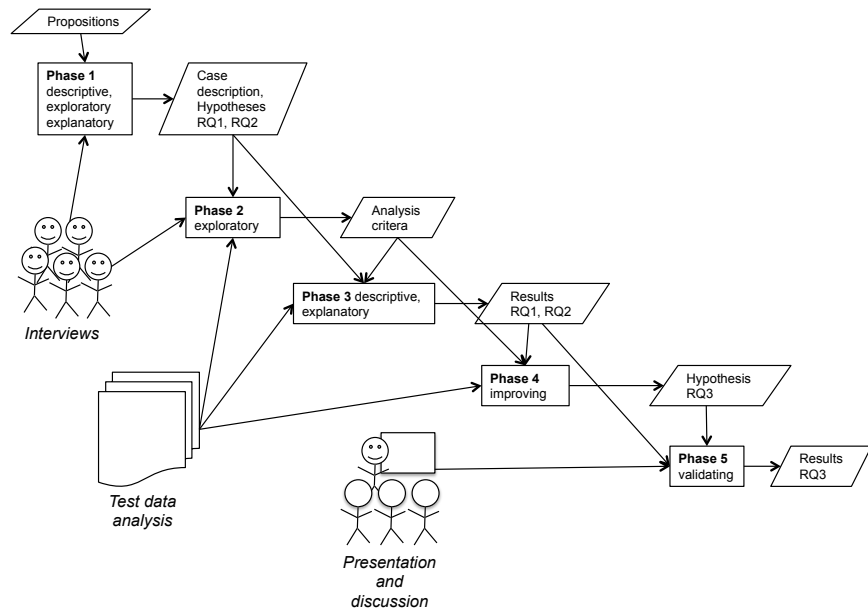 Propositions
Phase 1
descriptive,
exploratory
explanatory
Case
description,
Hypotheses
RQ1, RQ2
Phase 2
exploratory
Analysis
criteria
Interviews
Phase 3 descriptive,
explanatory
Results
RQ1, RQ2
Phase 4
improving
Hypothesis
RQ3
Test data
analysis
Phase 5
validating
Results
RQ3
Presentation
and
discussion